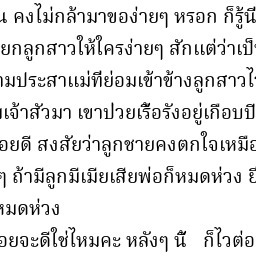 คงไม่กล้ามาของ่ายๆ หรอก ก็รู้นี
ยกลูกสาวให้ใครง่ายๆ สักแต่ว่าเป็
ามประสาแม่ที่ย่อมเข้าข้างลูกสาวไ
เจ้าสัวมา เขาป่วยเรื้อรังอยู่เกือบปี
อยดี สงสัยว่าลูกชายคงตกใจเหมือ
ๆ ถ้ามีลูกมีเมียเสียพ่อก็หมดห่วง ยี
หมดห่วง
อยจะดีใช่ไหมคะ หลังๆ นี้ ก็ไวต่อ